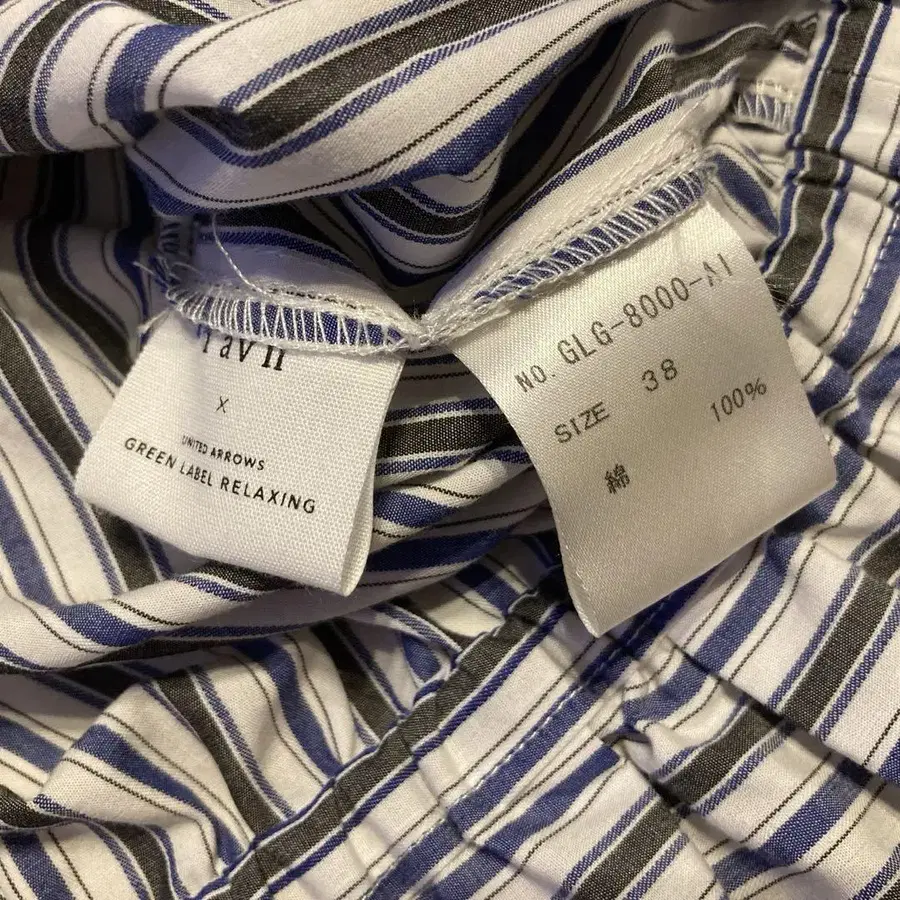 X
UNITED ARROWS
GREEN LABEL RELAXING
NO. GLG-8000-A1
SIZE 38
綿 100%